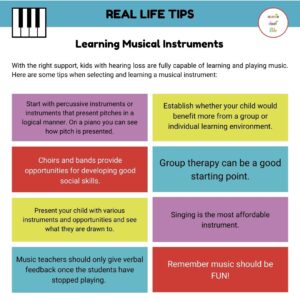 REAL LIFE TIPS
Learning Musical Instruments
With the right support, kids with hearing loss are fully capable of learning and playing music.
Here are some tips when selecting and learning a musical instrument:
Start with percussive instruments or
instruments that present pitches in a
logical manner. On a piano you can
see how pitch is presented.
Establish whether your child would
benefit more from a group or
individual learning environment.
Choirs and bands provide
opportunities for developing good
social skills.
Group therapy can be a good
starting point.
Present your child with various
instruments and opportunities and see
what they are drawn to.
Singing is the most affordable
instrument.
Music teachers should only give verbal
feedback once the students have
stopped playing.
Remember music should be
FUN!